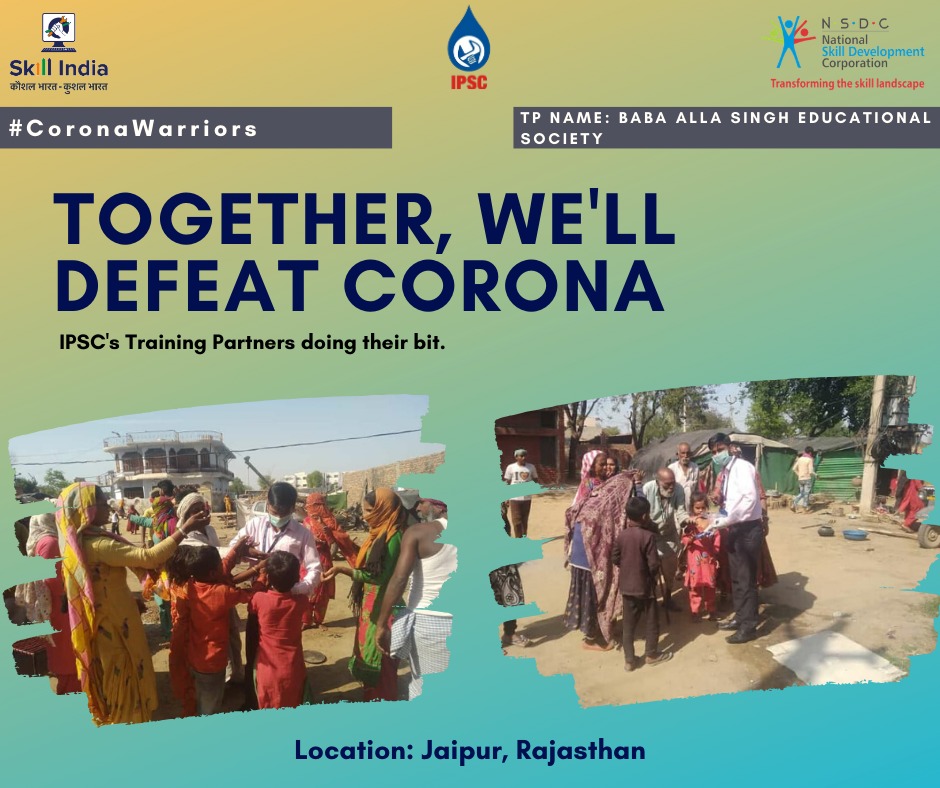 Skill India
कौशल भारत - कुशल भारत
IPSC
N·S·D·C
National
Skill Development
Corporation
Transforming the skill landscape
#CoronaWarriors
TP NAME: BABA ALLA SINGH EDUCATIONAL
SOCIETY
TOGETHER, WE'LL
DEFEAT CORONA
IPSC's Training Partners doing their bit.
Location: Jaipur, Rajasthan